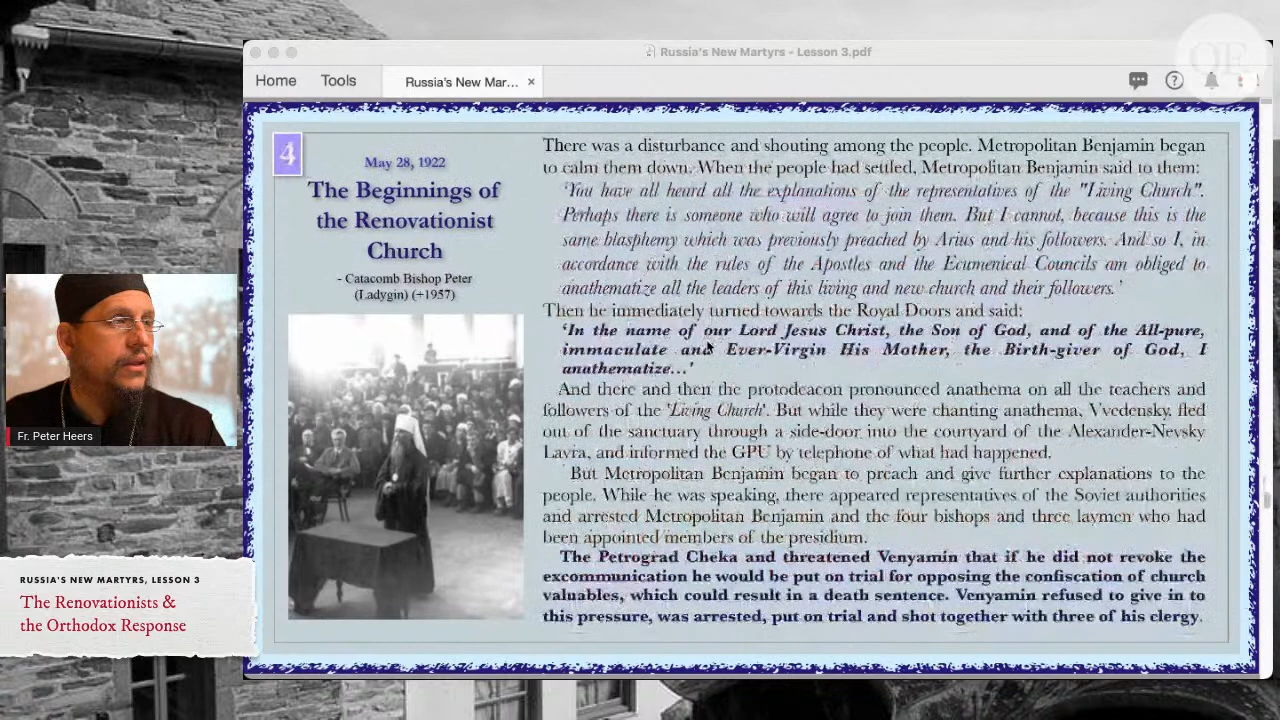 OE
Russia's New Martyrs - Lesson 3.pdf
Home
Tools
Russia's New Mar... ×
4
May 28, 1922
The Beginnings of
the Renovationist
Church
- Catacomb Bishop Peter
(Ladygin) (+1957)
There was a disturbance and shouting among the people. Metropolitan Benjamin began
to calm them down. When the people had settled, Metropolitan Benjamin said to them:
'You have all heard all the explanations of the representatives of the "Living Church".
Perhaps there is someone who will agree to join them. But I cannot, because this is the
same blasphemy which was previously preached by Arius and his followers. And so I, in
accordance with the rules of the Apostles and the Ecumenical Councils am obliged to
anathematize all the leaders of this living and new church and their followers.'
Then he immediately turned towards the Royal Doors and said:
'In the name of our Lord Jesus Christ, the Son of God, and of the All-pure,
immaculate and Ever-Virgin His Mother, the Birth-giver of God, I
anathematize...'
And there and then the protodeacon pronounced anathema on all the teachers and
followers of the 'Living Church'. But while they were chanting anathema, Vvedensky, fled
out of the sanctuary through a side-door into the courtyard of the Alexander-Nevsky
Lavra, and informed the GPU by telephone of what had happened.
But Metropolitan Benjamin began to preach and give further explanations to the
people. While he was speaking, there appeared representatives of the Soviet authorities
and arrested Metropolitan Benjamin and the four bishops and three laymen who had
been appointed members of the presidium.
The Petrograd Cheka and threatened Venyamin that if he did not revoke the
excommunication he would be put on trial for opposing the confiscation of church
valuables, which could result in a death sentence. Venyamin refused to give in to
this pressure, was arrested, put on trial and shot together with three of his clergy.
Fr. Peter Heers
RUSSIA'S NEW MARTYRS, LESSON 3
The Renovationists &
the Orthodox Response